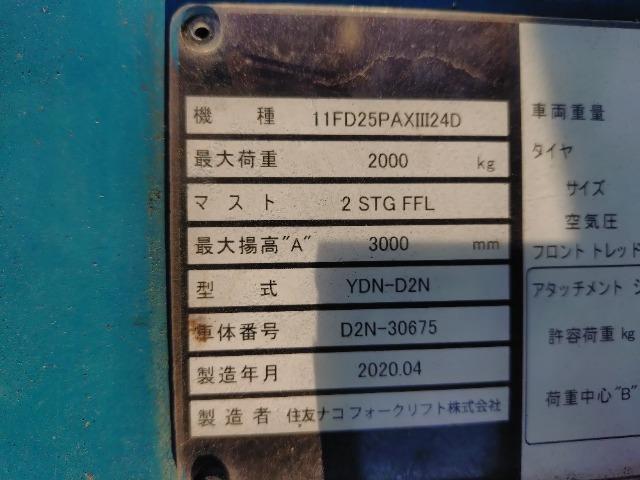 機種 11FD25PAXⅢ24D
最大荷重 2000 kg
マスト 2 STG FFL
最大揚高"A" 3000 mm
型式 YDN-D2N
車体番号 D2N-30675
製造年月 2020.04
製造者 住友ナコ フォークリフト株式会社
車両重量
タイヤ
サイズ
空気圧
フロント トレッド
アタッチメント シ
許容荷重 kg
荷重中心"B"